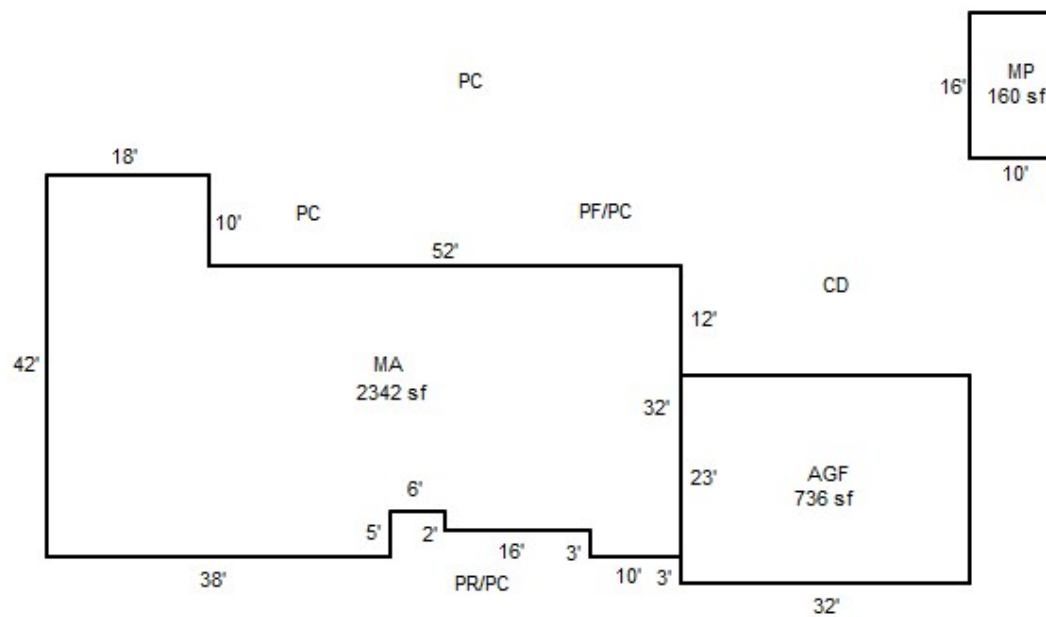 PC
16'
MP
160 sf
10'
18'
10'
PC
PF/PC
52'
CD
12'
42'
MA
2342 sf
32'
23'
AGF
736 sf
6'
5'
2'
16'
3'
38'
PR/PC
10'
3'
32'